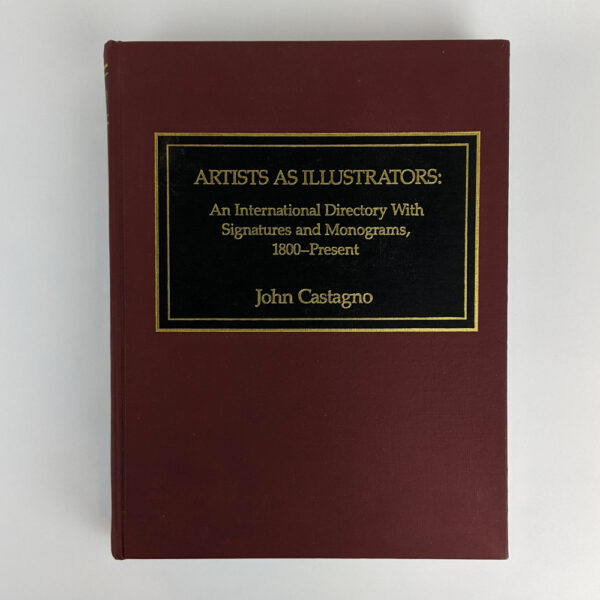 ARTISTS AS ILLUSTRATORS:
An International Directory With
Signatures and Monograms,
1800–Present
John Castagno